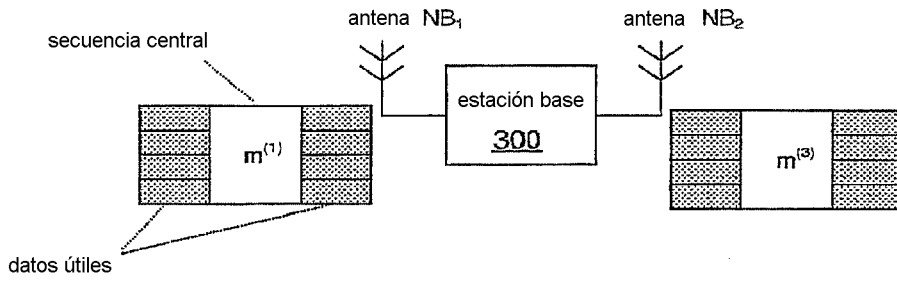 antena NB₁
antena NB₂
secuencia central
estación base
300
m⁽¹⁾
m⁽³⁾
datos útiles